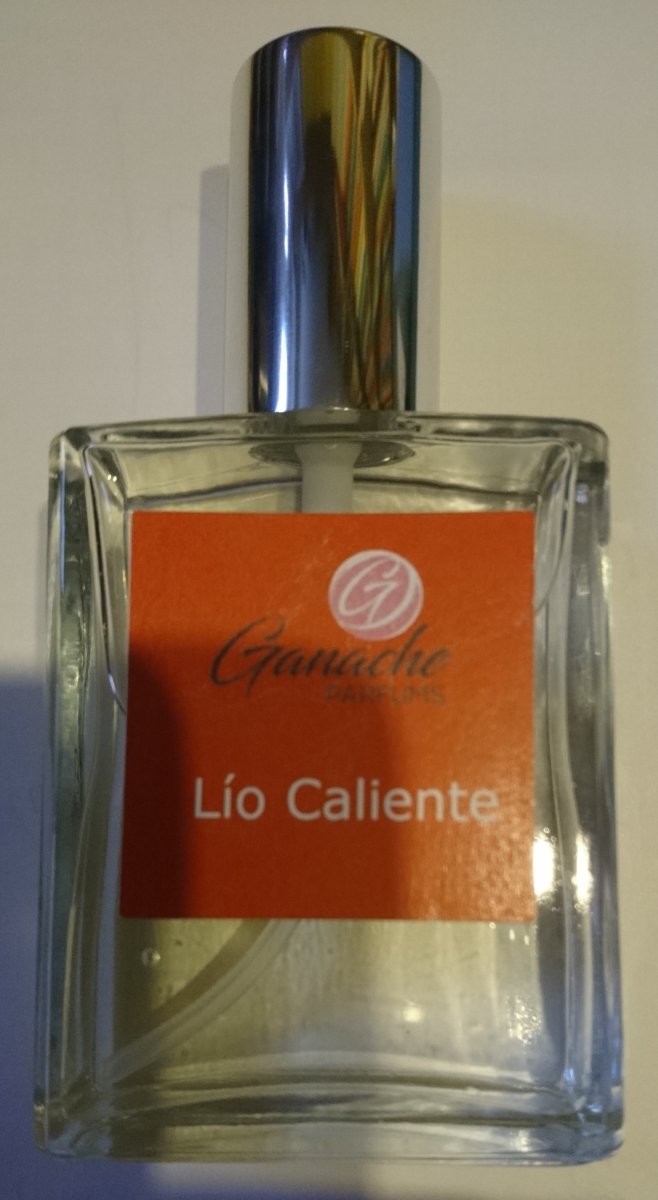 G
Ganache
PARFUMS
Lío Caliente